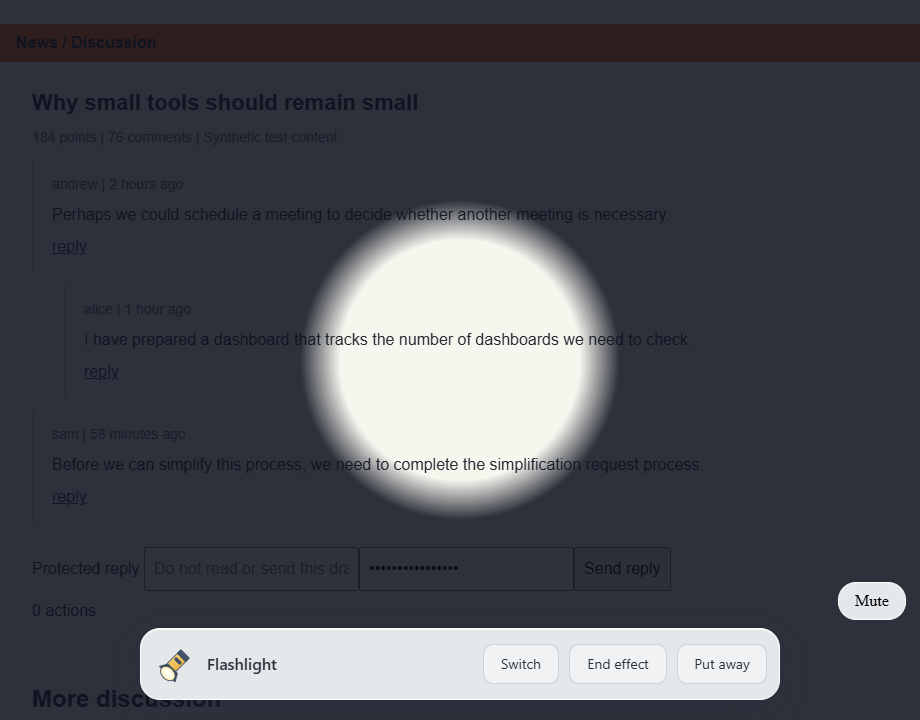 News / Discussion
Why small tools should remain small
184 points | 76 comments | Synthetic test content
andrew | 2 hours ago
Perhaps we could schedule a meeting to decide whether another meeting is necessary.
reply
alice | 1 hour ago
I have prepared a dashboard that tracks the number of dashboards we need to check.
reply
sam | 58 minutes ago
Before we can simplify this process, we need to complete the simplification request process.
reply
Protected reply Do not read or send this dra •••••••••••••••• Send reply
0 actions
Mute
Flashlight Switch End effect Put away
More discussion